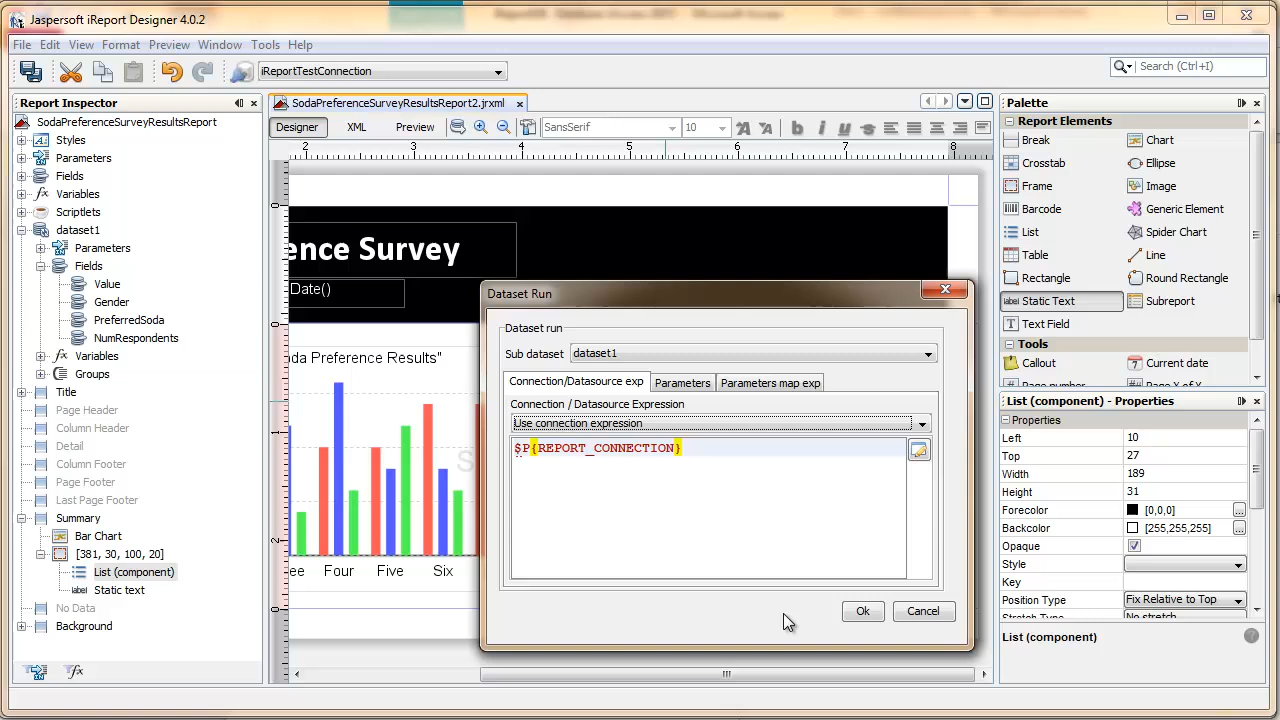 Jaspersoft iReport Designer 4.0.2
File Edit View Format Preview Window Tools Help
iReportTestConnection
Search (Ctrl+I)
Report Inspector
SodaPreferenceSurveyResultsReport
Styles
Parameters
Fields
Variables
Scriptlets
dataset1
Parameters
Fields
Value
Gender
PreferredSoda
NumRespondents
Variables
Groups
Title
Page Header
Column Header
Detail
Column Footer
Page Footer
Last Page Footer
Summary
Bar Chart
[381, 30, 100, 20]
List (component)
Static text
No Data
Background
SodaPreferenceSurveyResultsReport2.jrxml
Designer XML Preview SansSerif 10
2 3 4 5 6 7 8
ence Survey
Date()
oda Preference Results"
ee Four Five Six
Dataset Run
Dataset run
Sub dataset dataset1
Connection/Datasource exp Parameters Parameters map exp
Connection / Datasource Expression
Use connection expression
$P{REPORT_CONNECTION}
Ok Cancel
Palette
Report Elements
Break Chart
Crosstab Ellipse
Frame Image
Barcode Generic Element
List Spider Chart
Table Line
Rectangle Round Rectangle
Static Text Subreport
Text Field
Tools
Callout Current date
Page number Page X of Y
List (component) - Properties
Properties
Left 10
Top 27
Width 189
Height 31
Forecolor [0,0,0] ...
Backcolor [255,255,255] ...
Opaque
Style
Key
Position Type Fix Relative to Top
Stretch Type No stretch
List (component)